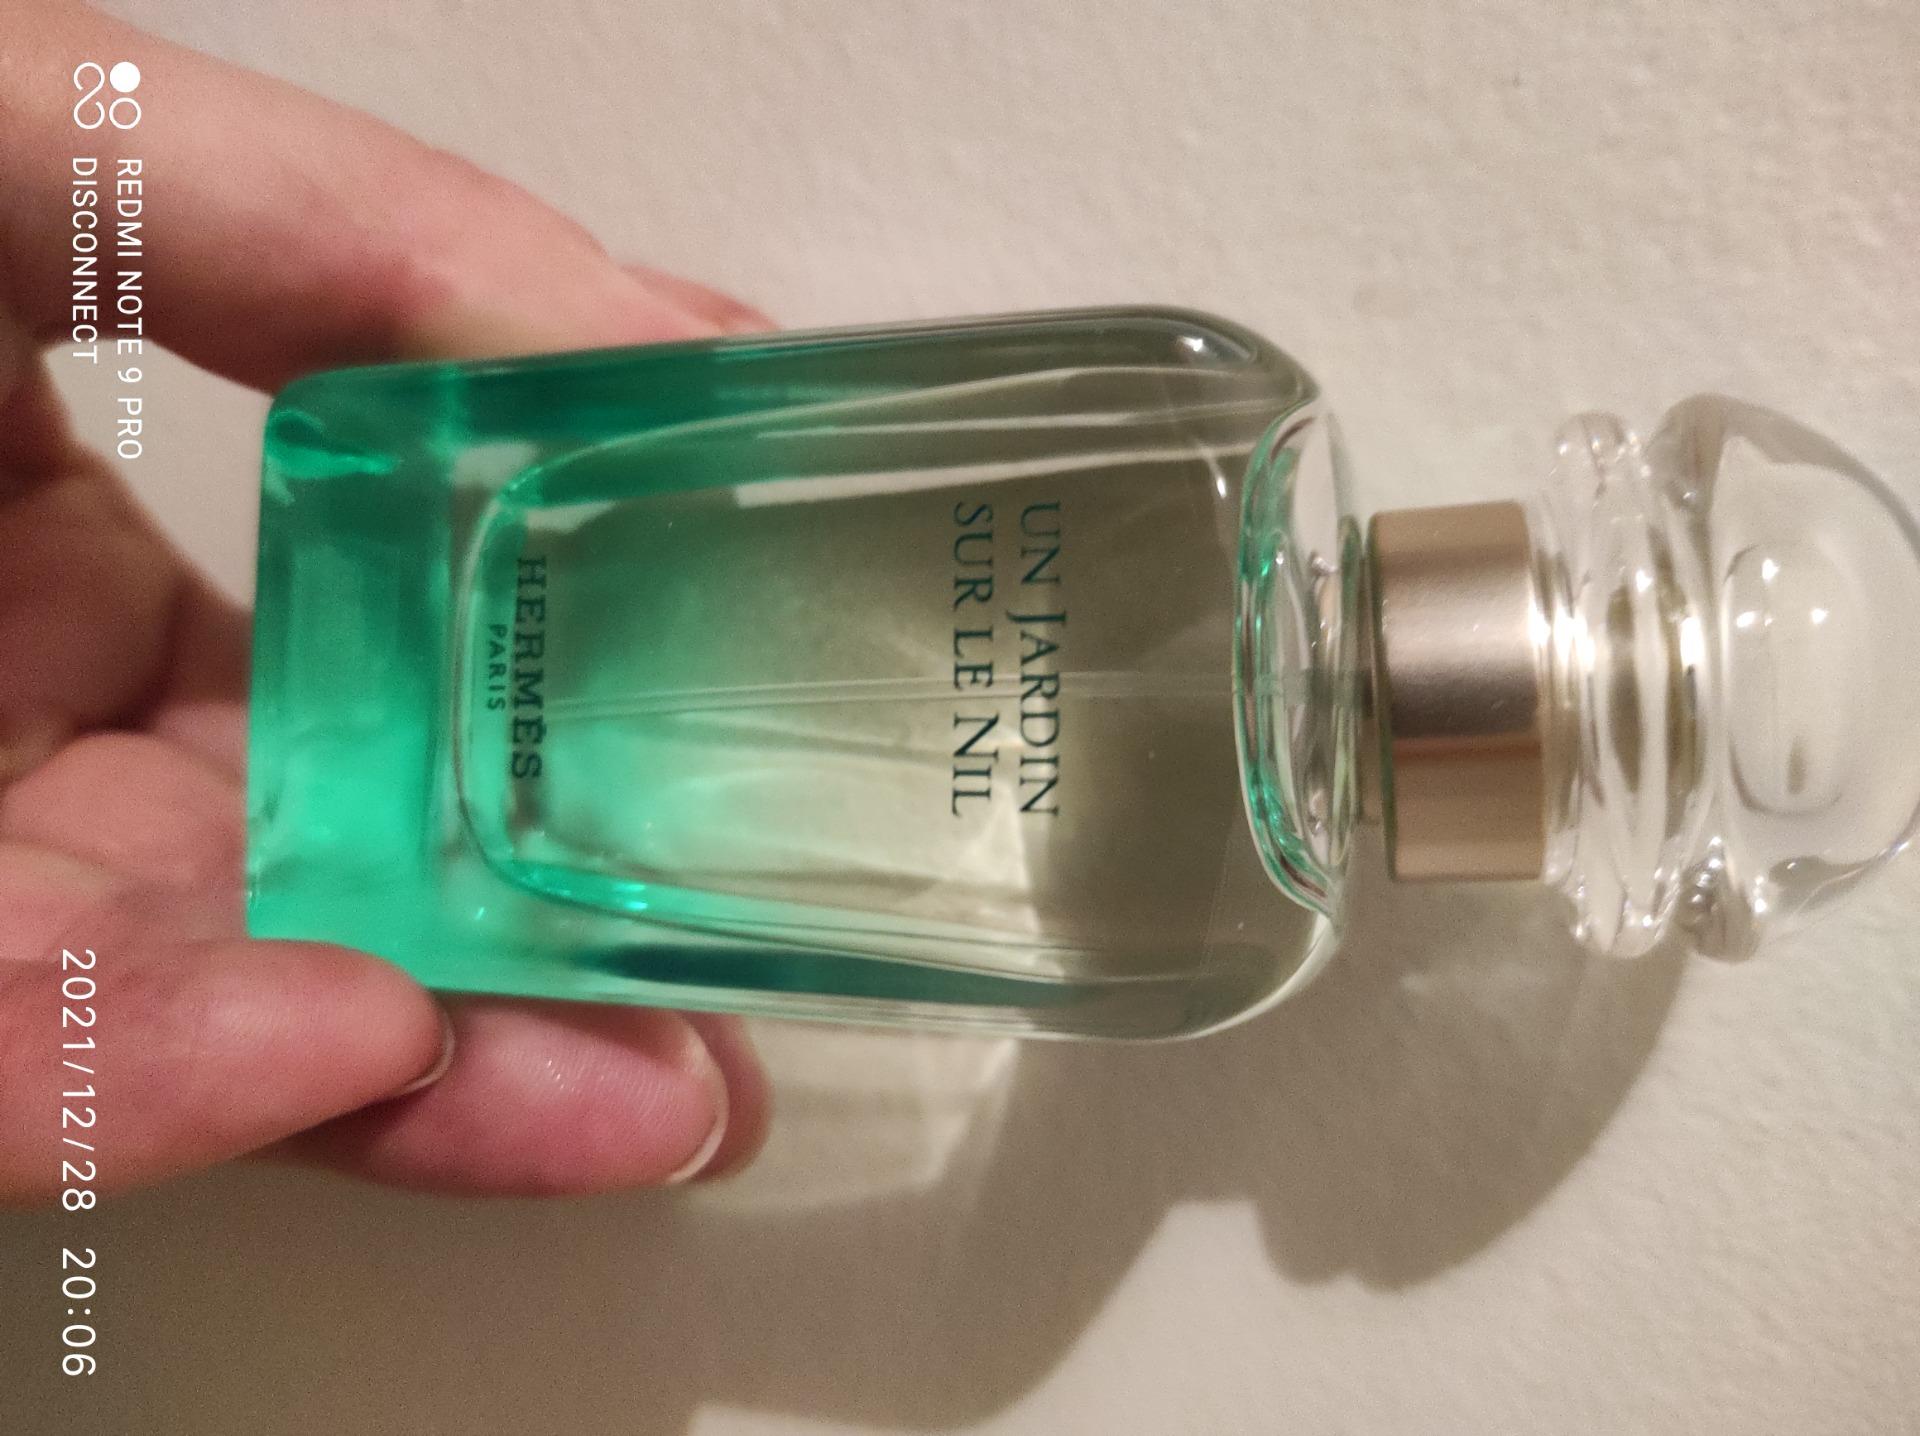 UN JARDIN
SUR LE NIL
HERMÈS
PARIS
REDMI NOTE 9 PRO
DISCONNECT
2021/12/28 20:06